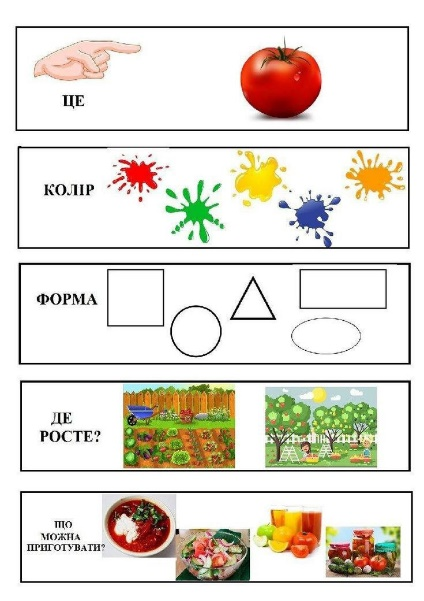 ЦЕ
КОЛІР
ФОРМА
ДЕ
РОСТЕ?
ЩО
МОЖНА
ПРИГОТУВАТИ?